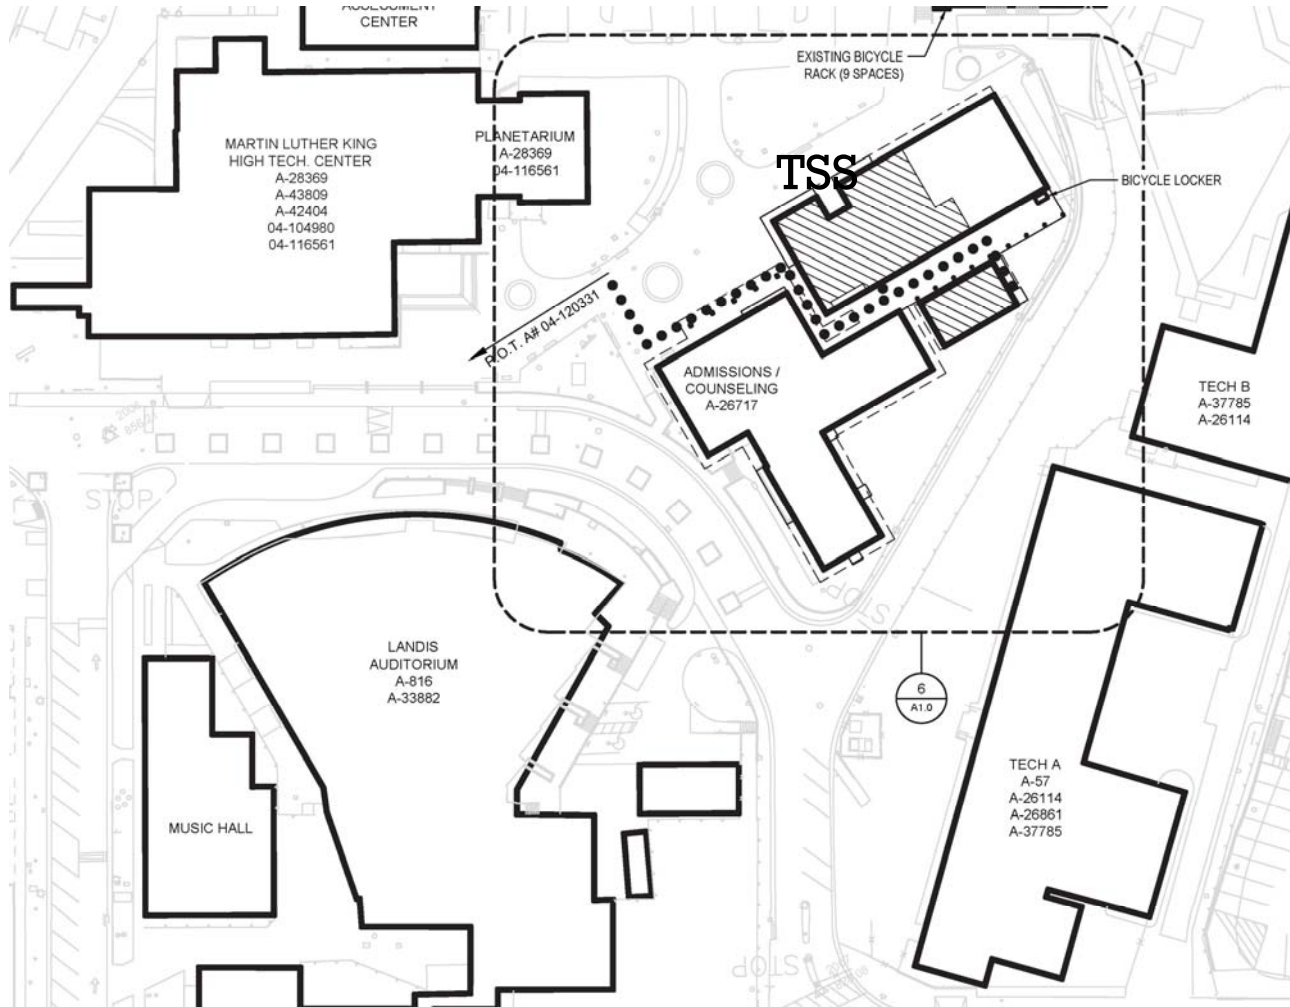 ASSESSMENT
CENTER
EXISTING BICYCLE
RACK (9 SPACES)
MARTIN LUTHER KING
HIGH TECH. CENTER
A-28369
A-43809
A-42404
04-104980
04-116561
PLANETARIUM
A-28369
04-116561
TSS
BICYCLE LOCKER
P.O.T. A# 04-120331
ADMISSIONS /
COUNSELING
A-26717
TECH B
A-37785
A-26114
STOP
STOP
LANDIS
AUDITORIUM
A-816
A-33882
6
A1.0
MUSIC HALL
TECH A
A-57
A-26114
A-26861
A-37785
STOP